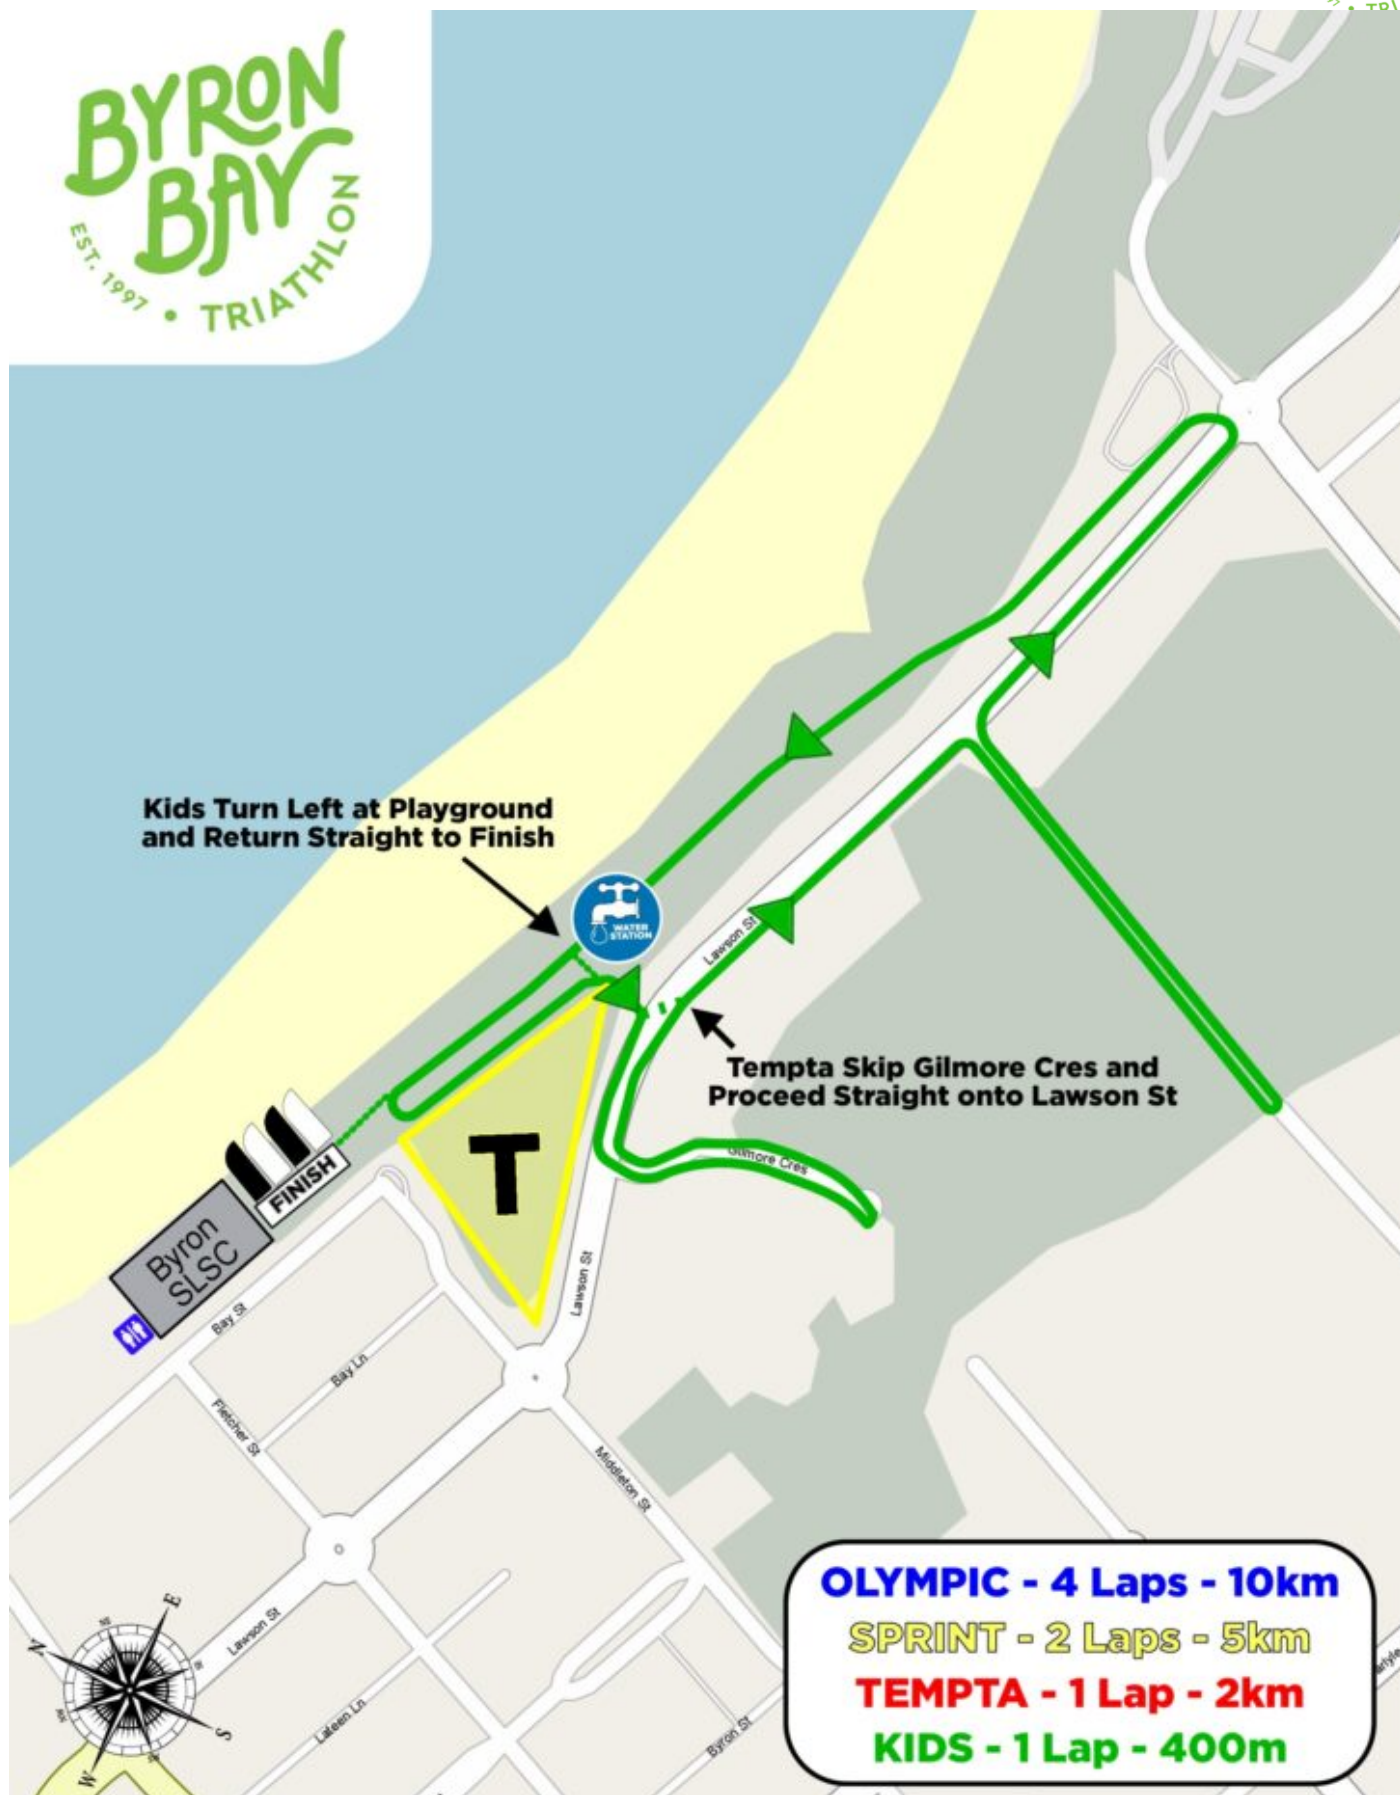 BYRON
BAY
EST. 1997 • TRIATHLON
Kids Turn Left at Playground
and Return Straight to Finish
WATER
STATION
Lawson St
Tempta Skip Gilmore Cres and
Proceed Straight onto Lawson St
Gilmore Cres
T
FINISH
Byron
SLSC
Bay St
Lawson St
Bay Ln
Fletcher St
Middleton St
Lawson St
Lateen Ln
Byron St
N
E
S
W
OLYMPIC - 4 Laps - 10km
SPRINT - 2 Laps - 5km
TEMPTA - 1 Lap - 2km
KIDS - 1 Lap - 400m